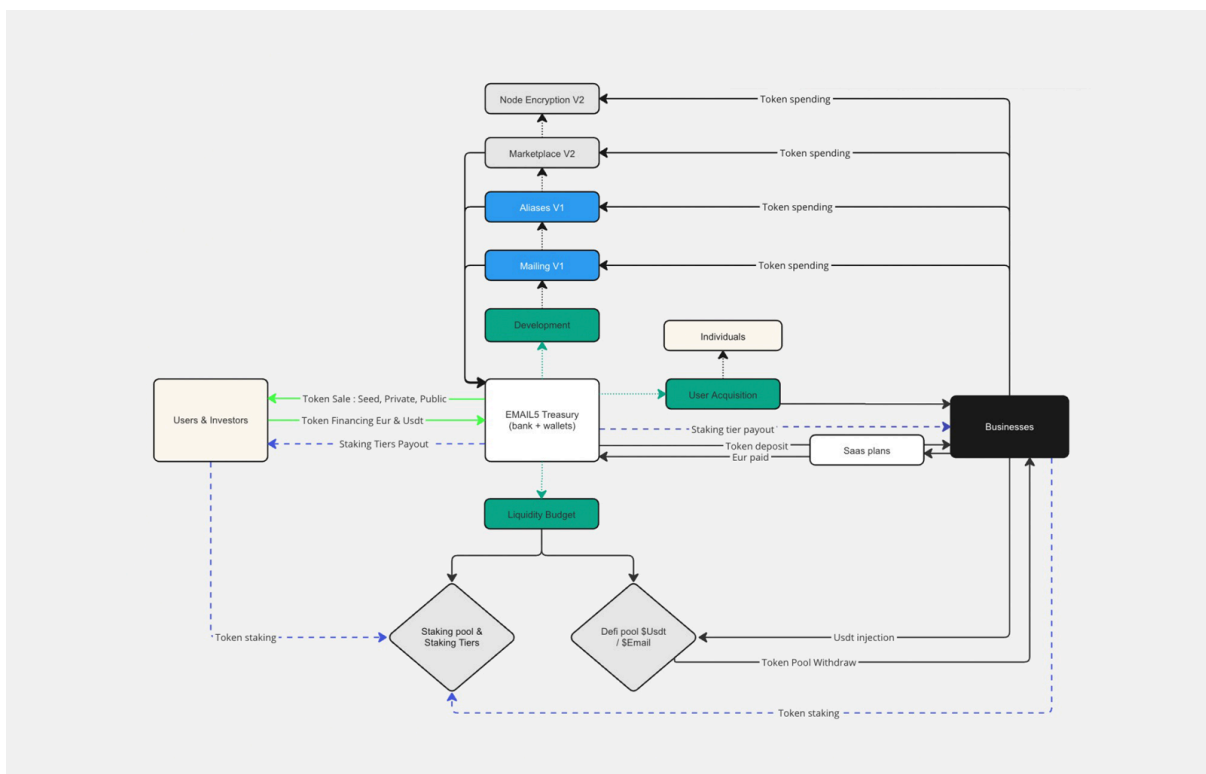 Node Encryption V2
Token spending
Marketplace V2
Token spending
Aliases V1
Token spending
Mailing V1
Token spending
Development
Individuals
Users & Investors
Token Sale : Seed, Private, Public
Token Financing Eur & Usdt
Staking Tiers Payout
EMAIL5 Treasury
(bank + wallets)
User Acquisition
Staking tier payout
Token deposit
Eur paid
Saas plans
Businesses
Liquidity Budget
Token staking
Staking pool &
Staking Tiers
Defi pool $Usdt
/ $Email
Usdt injection
Token Pool Withdraw
Token staking